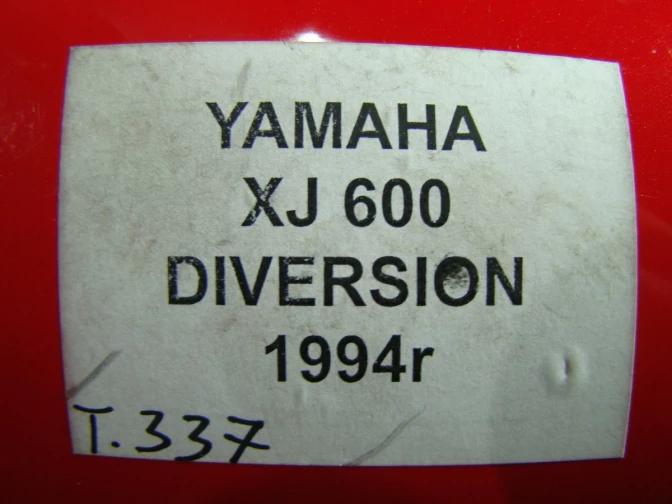 YAMAHA
XJ 600
DIVERSION
1994r
T.337